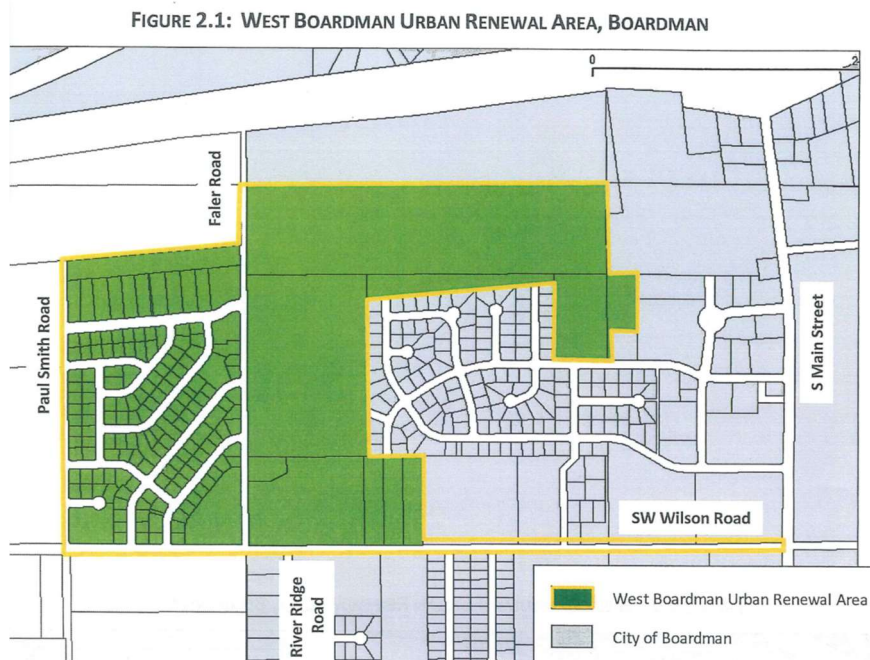 FIGURE 2.1: WEST BOARDMAN URBAN RENEWAL AREA, BOARDMAN
0
2
Faler Road
Paul Smith Road
S Main Street
SW Wilson Road
River Ridge
Road
West Boardman Urban Renewal Area
City of Boardman